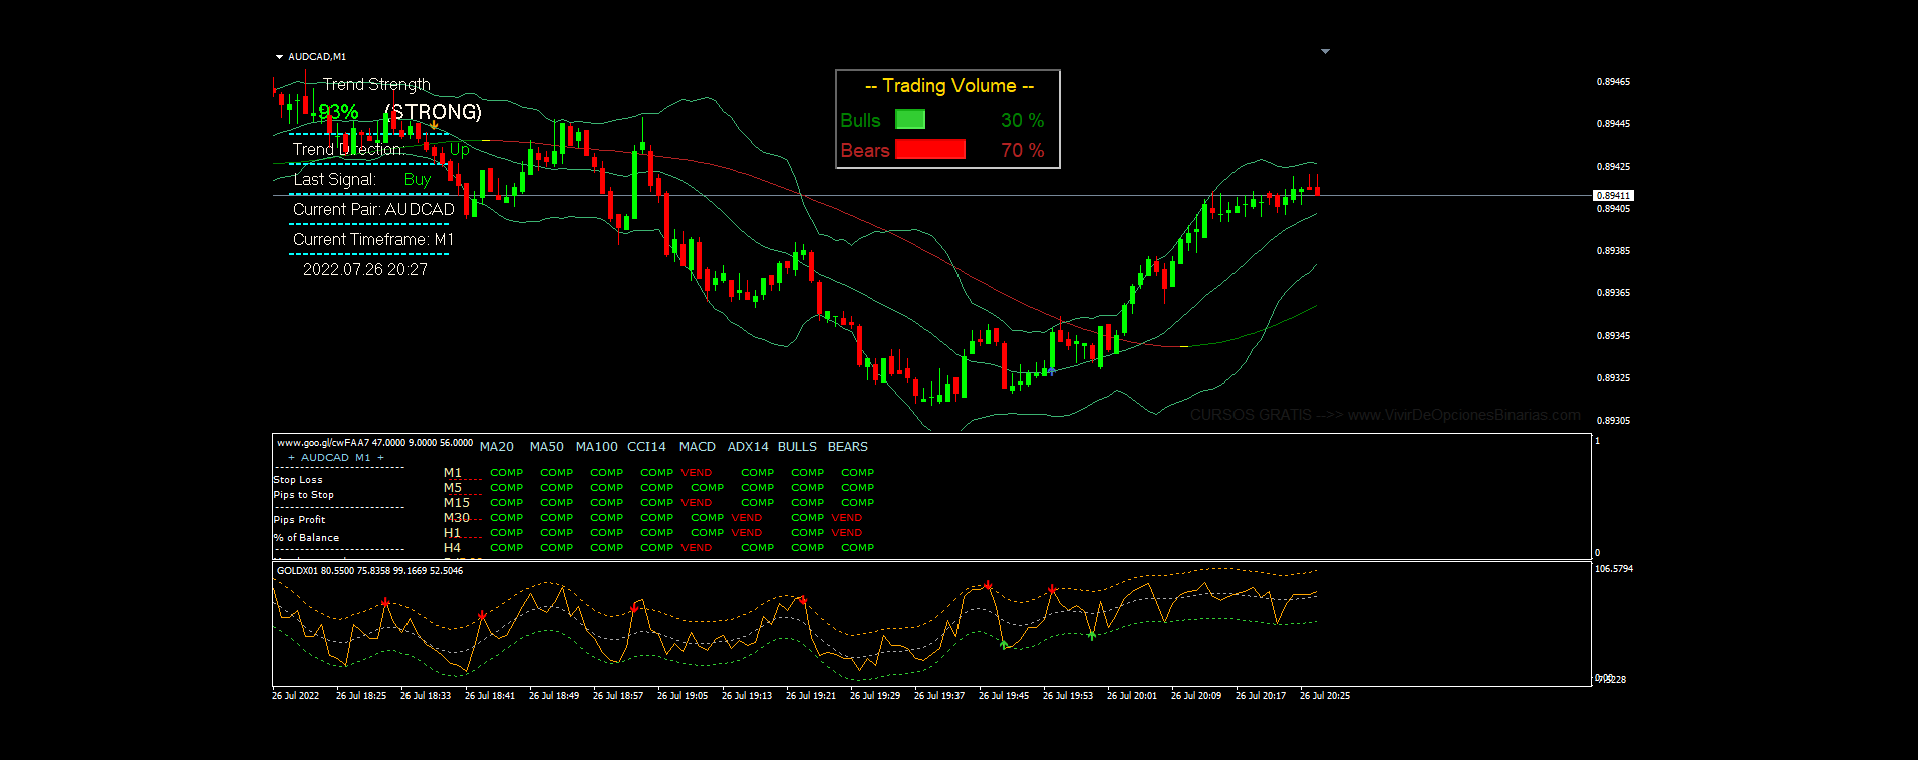 AUDCAD,M1
Trend Strength
93% (STRONG)
Trend Direction: Up
Last Signal: Buy
Current Pair: AUDCAD
Current Timeframe: M1
2022.07.26 20:27
-- Trading Volume --
Bulls 30 %
Bears 70 %
0.89465
0.89445
0.89425
0.89411
0.89405
0.89385
0.89365
0.89345
0.89325
0.89305
CURSOS GRATIS -->> www.VivirDeOpcionesBinarias.com
www.goo.gl/cwFAA7 47.0000 9.0000 56.0000
+ AUDCAD M1 +
Stop Loss
Pips to Stop
Pips Profit
% of Balance
MA20 MA50 MA100 CCI14 MACD ADX14 BULLS BEARS
M1 COMP COMP COMP COMP VEND COMP COMP COMP
M5 COMP COMP COMP COMP COMP COMP COMP COMP
M15 COMP COMP COMP COMP VEND COMP COMP COMP
M30 COMP COMP COMP COMP COMP VEND COMP VEND
H1 COMP COMP COMP COMP COMP VEND COMP VEND
H4 COMP COMP COMP COMP VEND COMP COMP COMP
1
0
GOLDX01 80.5500 75.8358 99.1669 52.5046
106.5794
26 Jul 2022 26 Jul 18:25 26 Jul 18:33 26 Jul 18:41 26 Jul 18:49 26 Jul 18:57 26 Jul 19:05 26 Jul 19:13 26 Jul 19:21 26 Jul 19:29 26 Jul 19:37 26 Jul 19:45 26 Jul 19:53 26 Jul 20:01 26 Jul 20:09 26 Jul 20:17 26 Jul 20:25